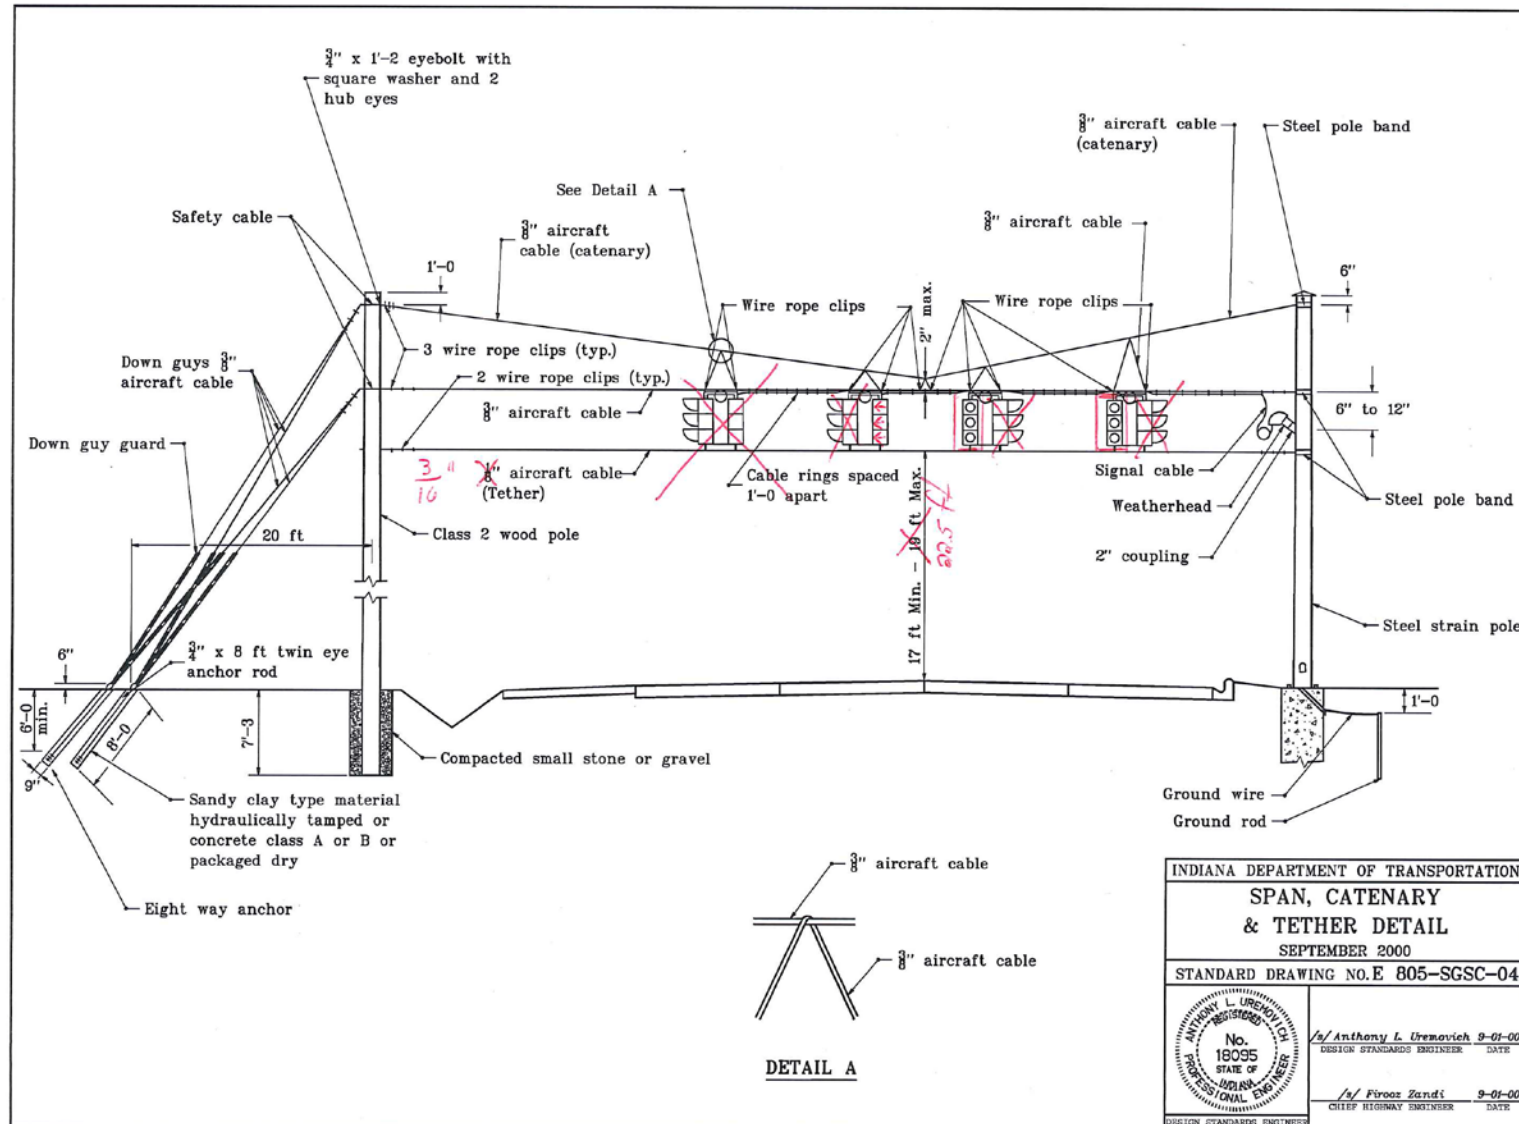 3/4" x 1'-2 eyebolt with
square washer and 2
hub eyes
3/8" aircraft cable
(catenary)
Steel pole band
See Detail A
Safety cable
3/8" aircraft
cable (catenary)
3/8" aircraft cable
1'-0
6"
Wire rope clips
2" max.
Wire rope clips
3 wire rope clips (typ.)
Down guys 3/8"
aircraft cable
2 wire rope clips (typ.)
3/8" aircraft cable
6" to 12"
Down guy guard
3/16"
1/8" aircraft cable
(Tether)
Cable rings spaced
1'-0 apart
Signal cable
Weatherhead
Steel pole band
20 ft
Class 2 wood pole
17 ft Min. - 19 ft Max.
22.5 ft
2" coupling
Steel strain pole
6"
3/4" x 8 ft twin eye
anchor rod
6'-0
min.
8'-0
7'-3
1'-0
9"
Compacted small stone or gravel
Sandy clay type material
hydraulically tamped or
concrete class A or B or
packaged dry
Ground wire
Ground rod
Eight way anchor
3/8" aircraft cable
3/8" aircraft cable
DETAIL A
INDIANA DEPARTMENT OF TRANSPORTATION
SPAN, CATENARY
& TETHER DETAIL
SEPTEMBER 2000
STANDARD DRAWING NO. E 805-SGSC-04
ANTHONY L. UREMOVICH
REGISTERED
No.
18095
STATE OF
INDIANA
PROFESSIONAL ENGINEER
/s/ Anthony L. Uremovich 9-01-00
DESIGN STANDARDS ENGINEER DATE
/s/ Firooz Zandi 9-01-00
CHIEF HIGHWAY ENGINEER DATE
DESIGN STANDARDS ENGINEER